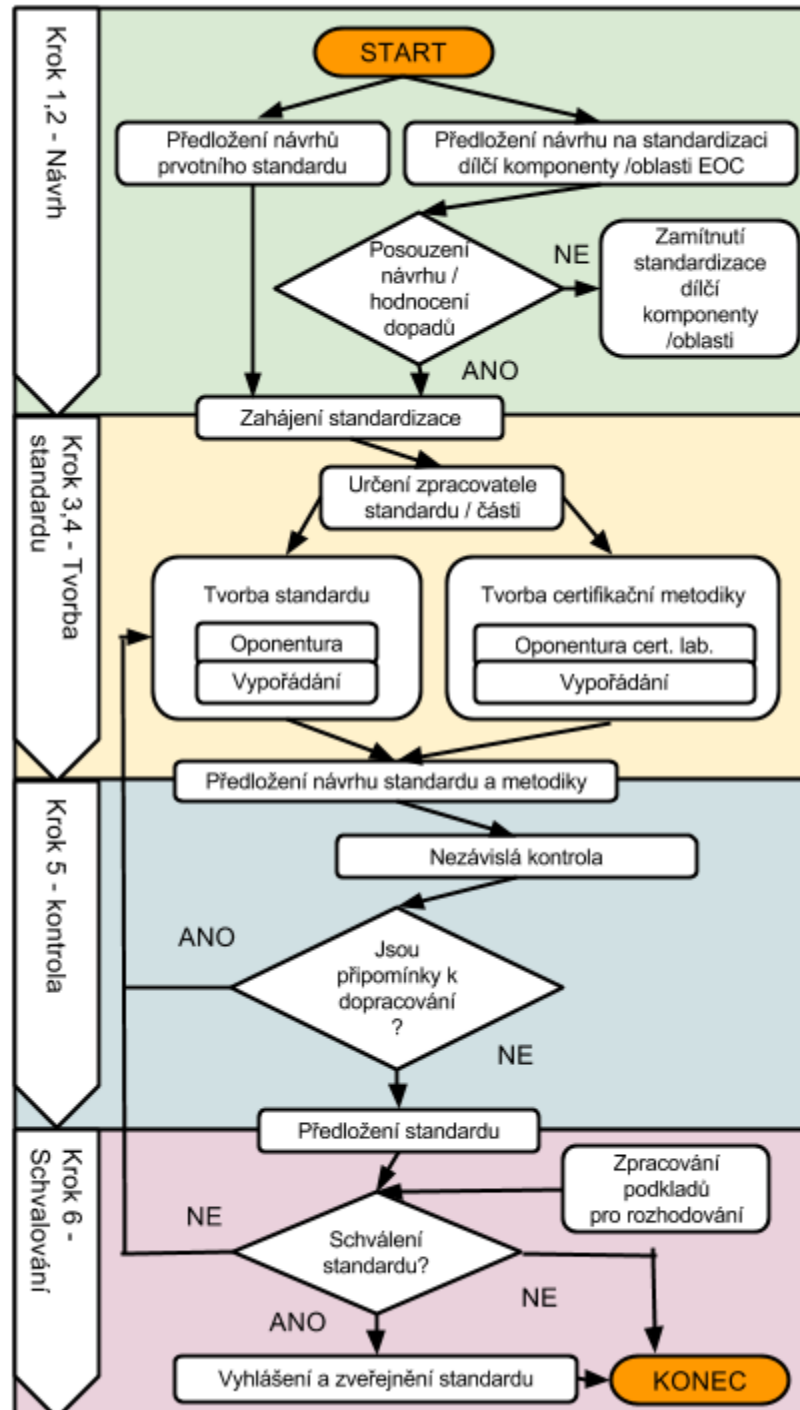 Krok 1,2 - Návrh
START
Předložení návrhů
prvotního standardu
Předložení návrhu na standardizaci
dílčí komponenty /oblasti EOC
Posouzení
návrhu /
hodnocení
dopadů
NE
Zamítnutí
standardizace
dílčí
komponenty
/oblasti
ANO
Zahájení standardizace
Krok 3,4 - Tvorba
standardu
Určení zpracovatele
standardu / části
Tvorba standardu
Oponentura
Vypořádání
Tvorba certifikační metodiky
Oponentura cert. lab.
Vypořádání
Předložení návrhu standardu a metodiky
Krok 5 - kontrola
Nezávislá kontrola
ANO
Jsou
připomínky k
dopracování
?
NE
Předložení standardu
Krok 6 -
Schvalování
Zpracování
podkladů
pro rozhodování
NE
Schválení
standardu?
NE
ANO
Vyhlášení a zveřejnění standardu
KONEC